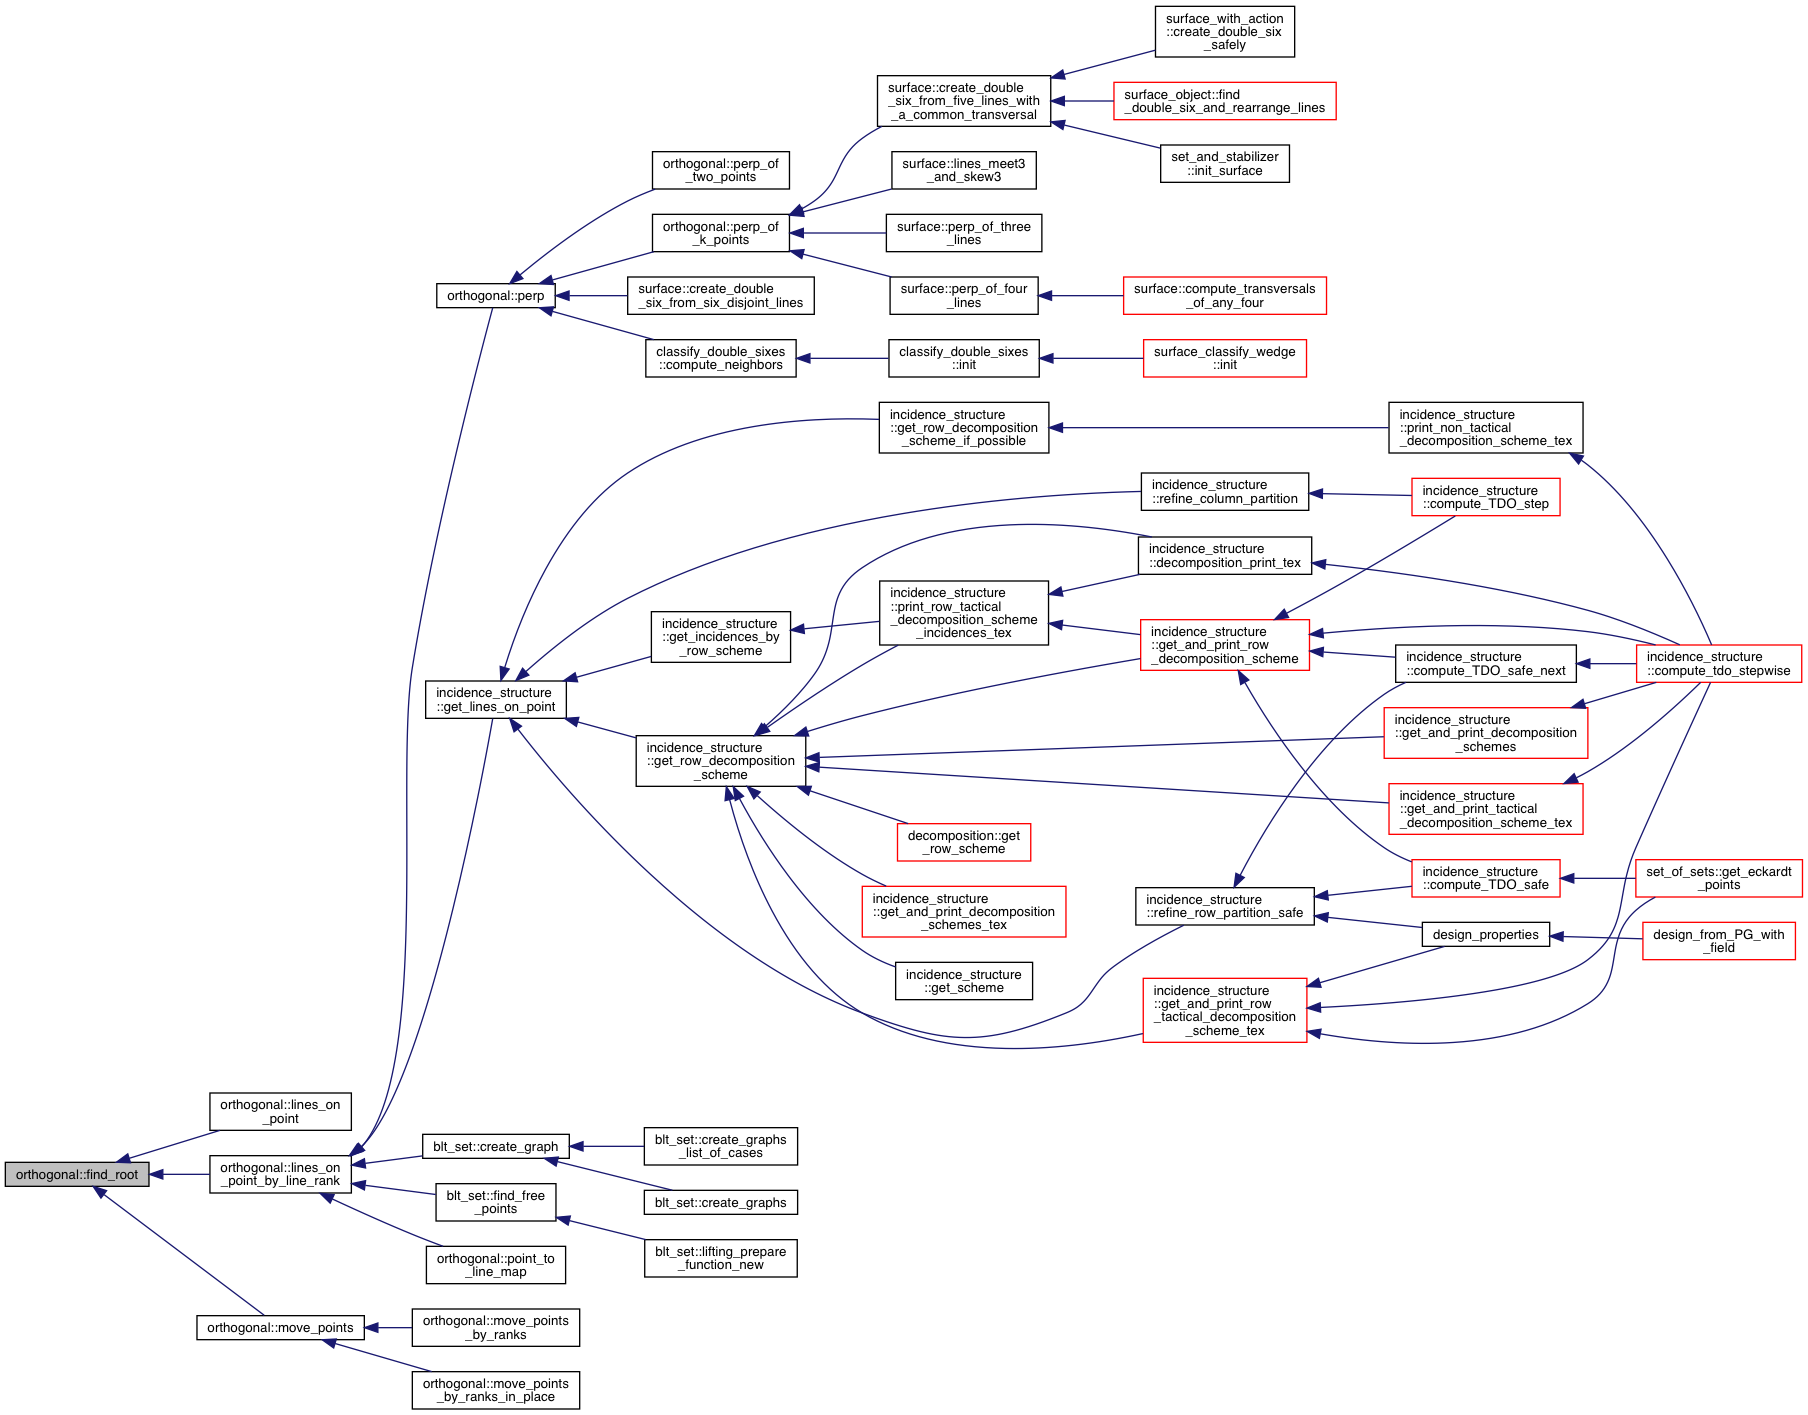 surface_with_action
::create_double_six
_safely
surface::create_double
_six_from_five_lines_with
_a_common_transversal
surface_object::find
_double_six_and_rearrange_lines
set_and_stabilizer
::init_surface
orthogonal::perp_of
_two_points
surface::lines_meet3
_and_skew3
orthogonal::perp_of
_k_points
surface::perp_of_three
_lines
orthogonal::perp
surface::create_double
_six_from_six_disjoint_lines
surface::perp_of_four
_lines
surface::compute_transversals
_of_any_four
classify_double_sixes
::compute_neighbors
classify_double_sixes
::init
surface_classify_wedge
::init
incidence_structure
::get_row_decomposition
_scheme_if_possible
incidence_structure
::print_non_tactical
_decomposition_scheme_tex
incidence_structure
::refine_column_partition
incidence_structure
::compute_TDO_step
incidence_structure
::decomposition_print_tex
incidence_structure
::print_row_tactical
_decomposition_scheme
_incidences_tex
incidence_structure
::get_incidences_by
_row_scheme
incidence_structure
::get_and_print_row
_decomposition_scheme
incidence_structure
::compute_TDO_safe_next
incidence_structure
::compute_tdo_stepwise
incidence_structure
::get_lines_on_point
incidence_structure
::get_row_decomposition
_scheme
incidence_structure
::get_and_print_decomposition
_schemes
incidence_structure
::get_and_print_tactical
_decomposition_scheme_tex
decomposition::get
_row_scheme
incidence_structure
::get_and_print_decomposition
_schemes_tex
incidence_structure
::compute_TDO_safe
set_of_sets::get_eckardt
_points
incidence_structure
::refine_row_partition_safe
design_properties
design_from_PG_with
_field
incidence_structure
::get_scheme
incidence_structure
::get_and_print_row
_tactical_decomposition
_scheme_tex
orthogonal::lines_on
_point
orthogonal::find_root
orthogonal::lines_on
_point_by_line_rank
blt_set::create_graph
blt_set::create_graphs
_list_of_cases
blt_set::find_free
_points
blt_set::create_graphs
orthogonal::point_to
_line_map
blt_set::lifting_prepare
_function_new
orthogonal::move_points
orthogonal::move_points
_by_ranks
orthogonal::move_points
_by_ranks_in_place